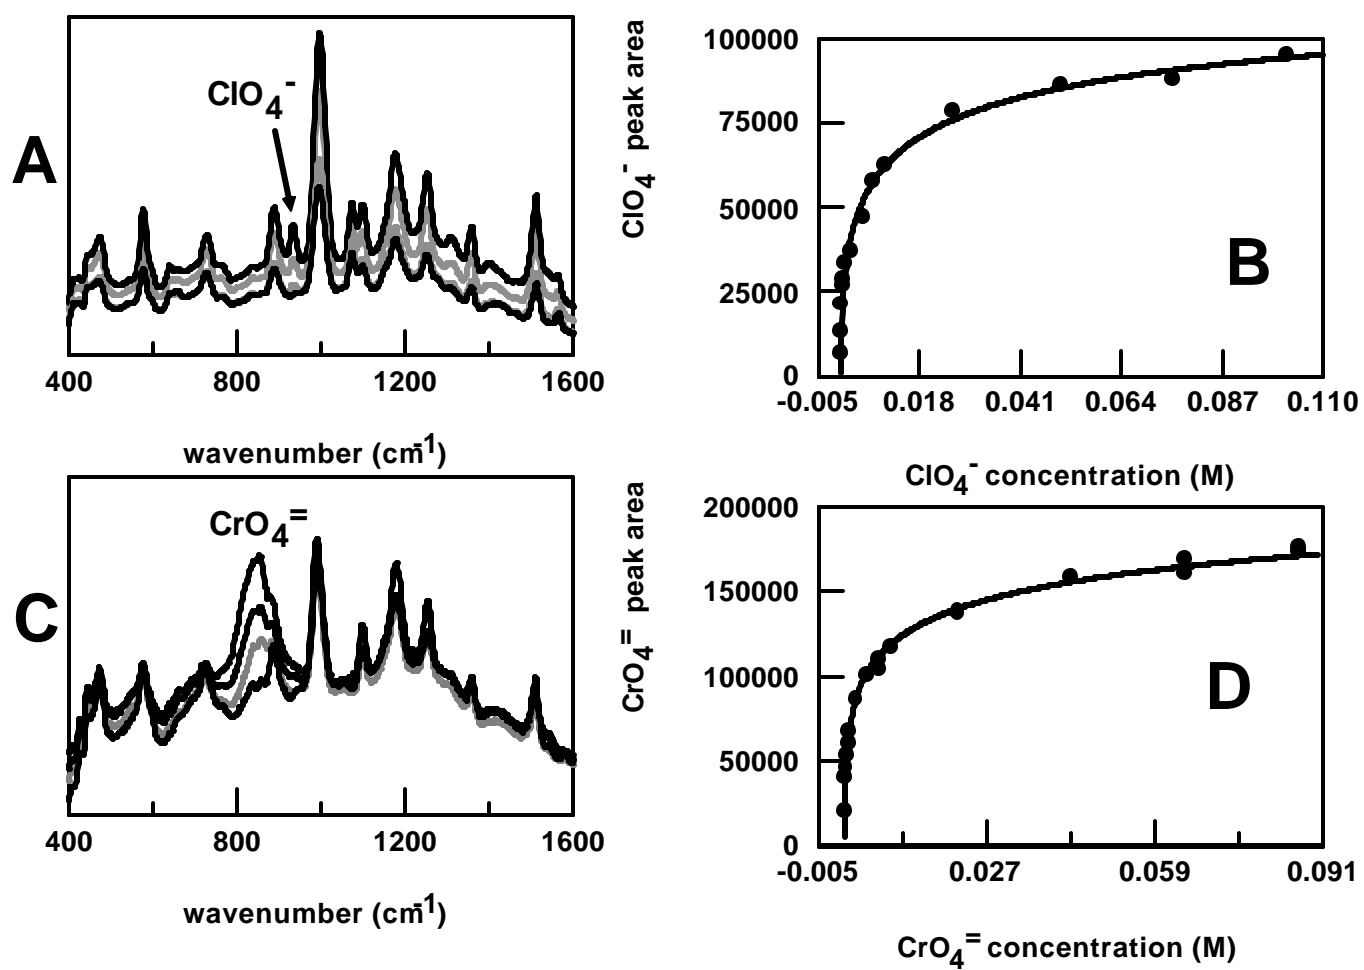 A
ClO4-
400 800 1200 1600
wavenumber (cm-1)
ClO4- peak area
100000
75000
50000
25000
0
B
-0.005 0.018 0.041 0.064 0.087 0.110
ClO4- concentration (M)
C
CrO4=
400 800 1200 1600
wavenumber (cm-1)
CrO4= peak area
200000
150000
100000
50000
0
D
-0.005 0.027 0.059 0.091
CrO4= concentration (M)